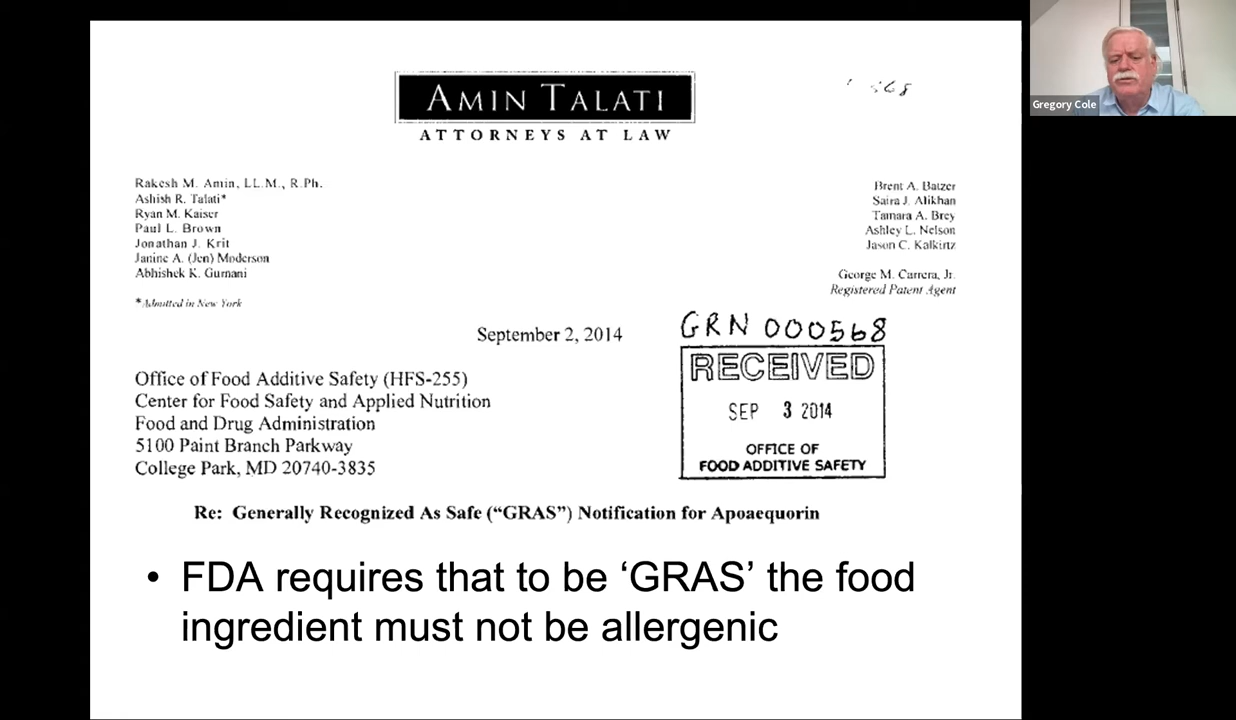 AMIN TALATI
ATTORNEYS AT LAW
Gregory Cole
Rakesh M. Amin, LL.M., R.Ph.
Ashish R. Talati*
Ryan M. Kaiser
Paul L. Brown
Jonathan J. Krit
Janine A. (Jen) Moderson
Abhishek K. Gurnani
*Admitted in New York
Brent A. Batzer
Saira J. Alikhan
Tamara A. Brey
Ashley L. Nelson
Jason C. Kalkirtz
George M. Carrera, Jr.
Registered Patent Agent
September 2, 2014
GRN 000568
RECEIVED
SEP 3 2014
OFFICE OF
FOOD ADDITIVE SAFETY
Office of Food Additive Safety (HFS-255)
Center for Food Safety and Applied Nutrition
Food and Drug Administration
5100 Paint Branch Parkway
College Park, MD 20740-3835
Re: Generally Recognized As Safe (“GRAS”) Notification for Apoaequorin
• FDA requires that to be ‘GRAS’ the food
ingredient must not be allergenic